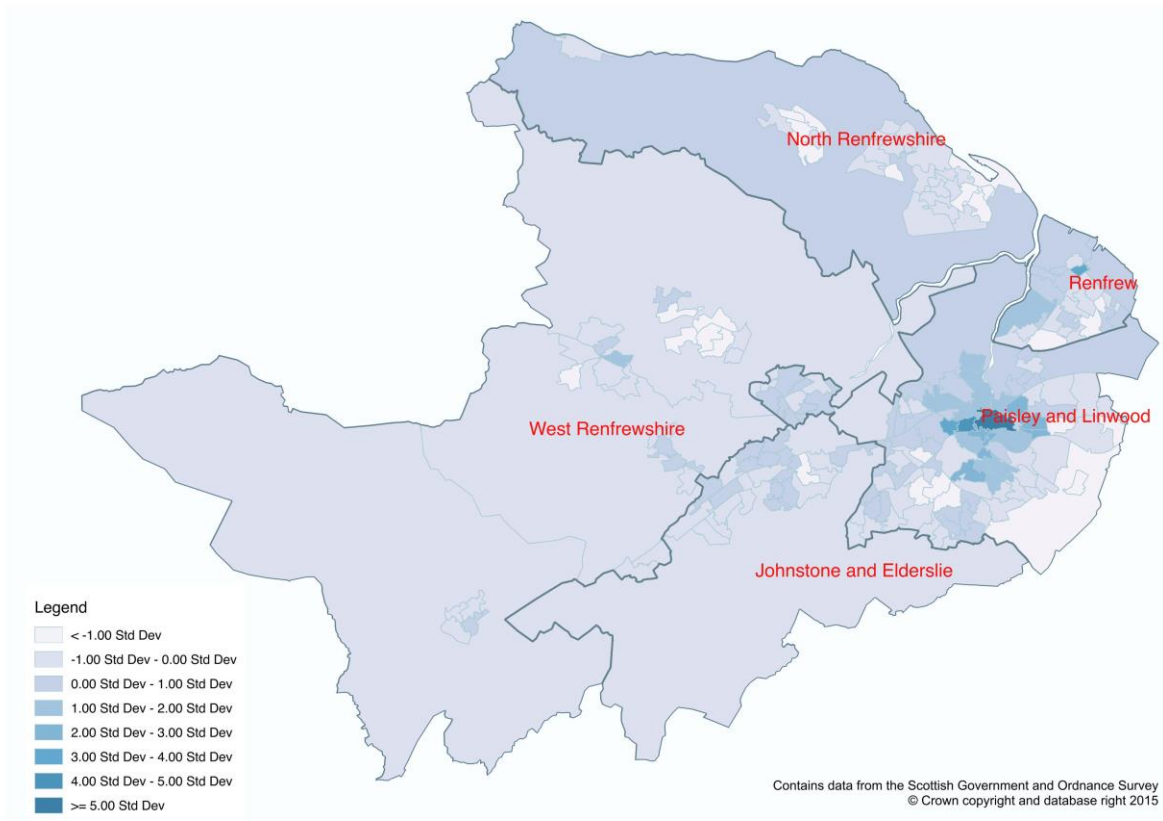 North Renfrewshire
Renfrew
Paisley and Linwood
West Renfrewshire
Johnstone and Elderslie
Legend
< -1.00 Std Dev
-1.00 Std Dev - 0.00 Std Dev
0.00 Std Dev - 1.00 Std Dev
1.00 Std Dev - 2.00 Std Dev
2.00 Std Dev - 3.00 Std Dev
3.00 Std Dev - 4.00 Std Dev
4.00 Std Dev - 5.00 Std Dev
>= 5.00 Std Dev
Contains data from the Scottish Government and Ordnance Survey
© Crown copyright and database right 2015